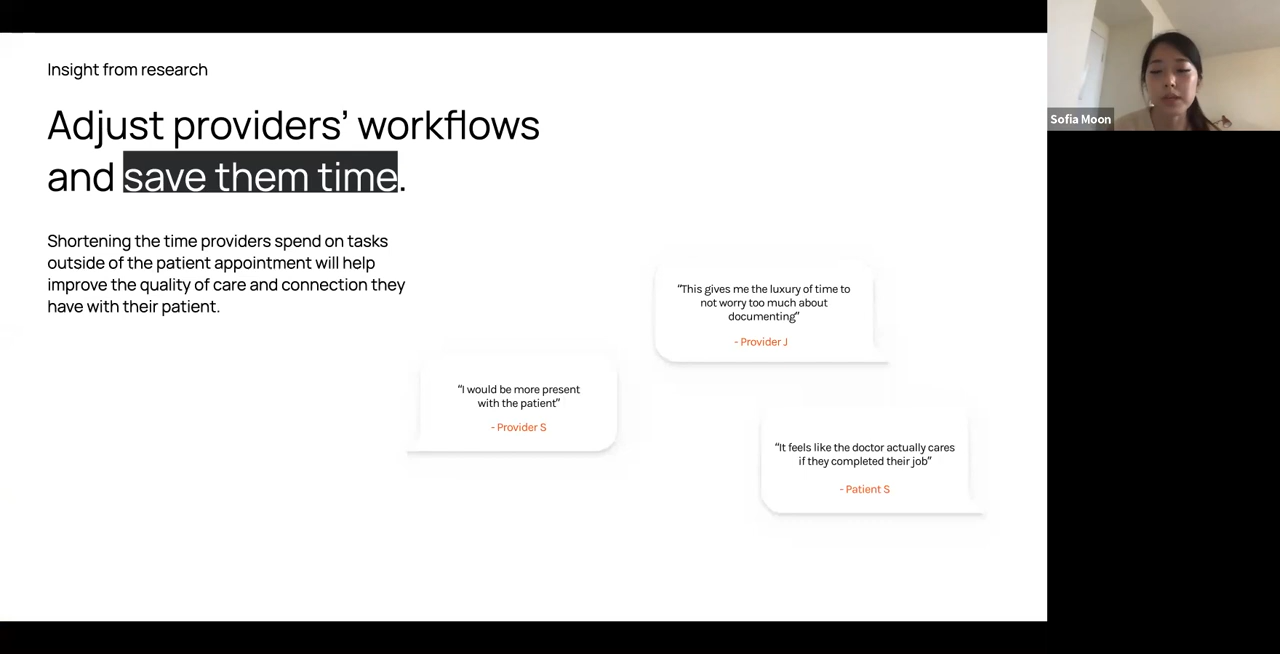 Insight from research
Adjust providers’ workflows
and save them time.
Shortening the time providers spend on tasks
outside of the patient appointment will help
improve the quality of care and connection they
have with their patient.
“This gives me the luxury of time to
not worry too much about
documenting”
- Provider J
“I would be more present
with the patient”
- Provider S
“It feels like the doctor actually cares
if they completed their job”
- Patient S
Sofia Moon